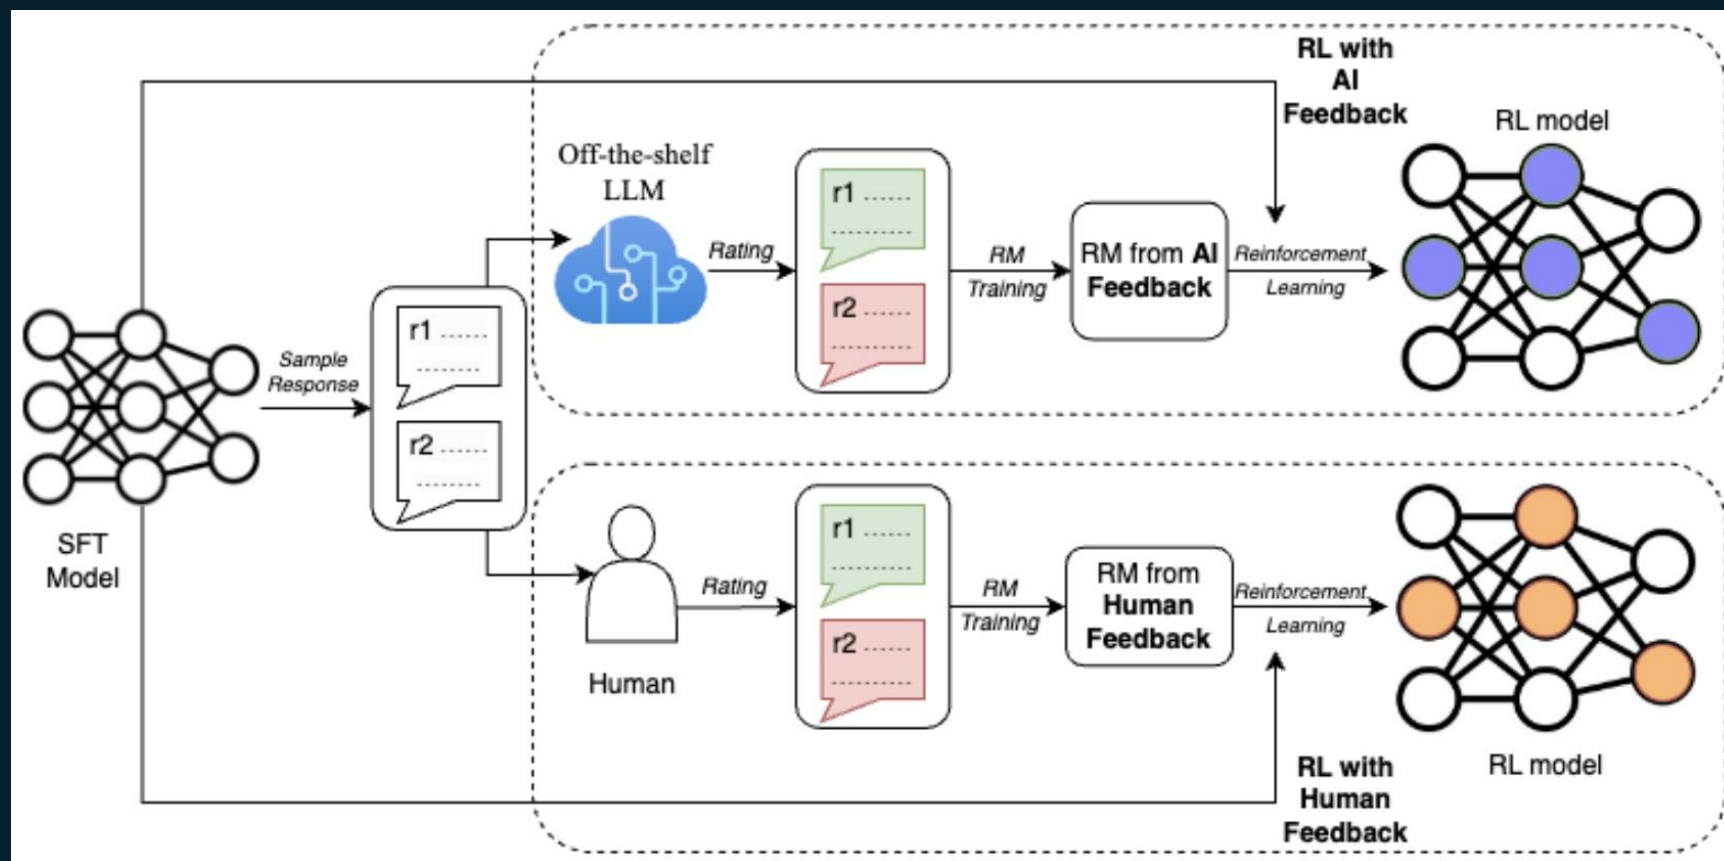 SFT
Model
Sample
Response
r1 ......
......
r2 ......
......
RL with
AI
Feedback
Off-the-shelf
LLM
Rating
r1 ......
......
r2 ......
......
RM
Training
RM from AI
Feedback
Reinforcement
Learning
RL model
Human
Rating
r1 ......
......
r2 ......
......
RM
Training
RM from
Human
Feedback
Reinforcement
Learning
RL model
RL with
Human
Feedback